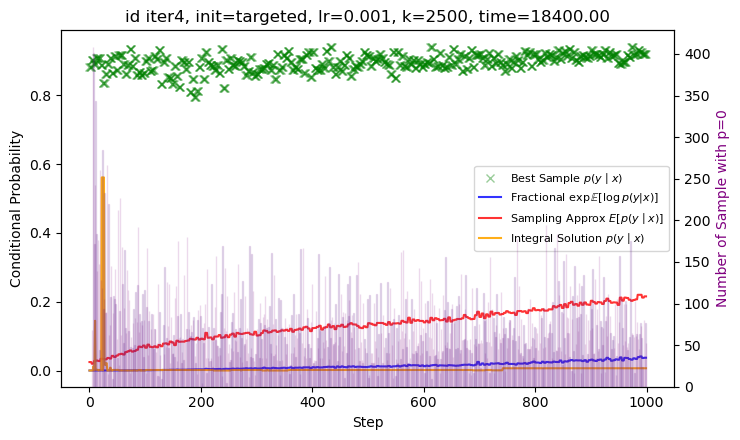 id iter4, init=targeted, lr=0.001, k=2500, time=18400.00
Conditional Probability
0.8
0.6
0.4
0.2
0.0
0
200
400
600
800
1000
Step
400
350
300
250
200
150
100
50
0
Number of Sample with p=0
Best Sample p(y | x)
Fractional exp𝔼[log p(y|x)]
Sampling Approx E[p(y | x)]
Integral Solution p(y | x)